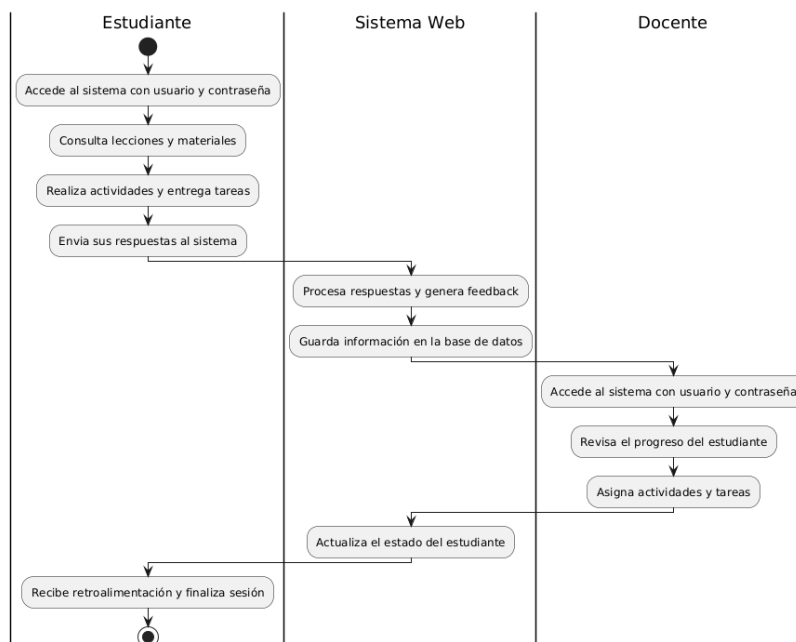 Estudiante
Sistema Web
Docente
Accede al sistema con usuario y contraseña
Consulta lecciones y materiales
Realiza actividades y entrega tareas
Envia sus respuestas al sistema
Procesa respuestas y genera feedback
Guarda información en la base de datos
Accede al sistema con usuario y contraseña
Revisa el progreso del estudiante
Asigna actividades y tareas
Actualiza el estado del estudiante
Recibe retroalimentación y finaliza sesión